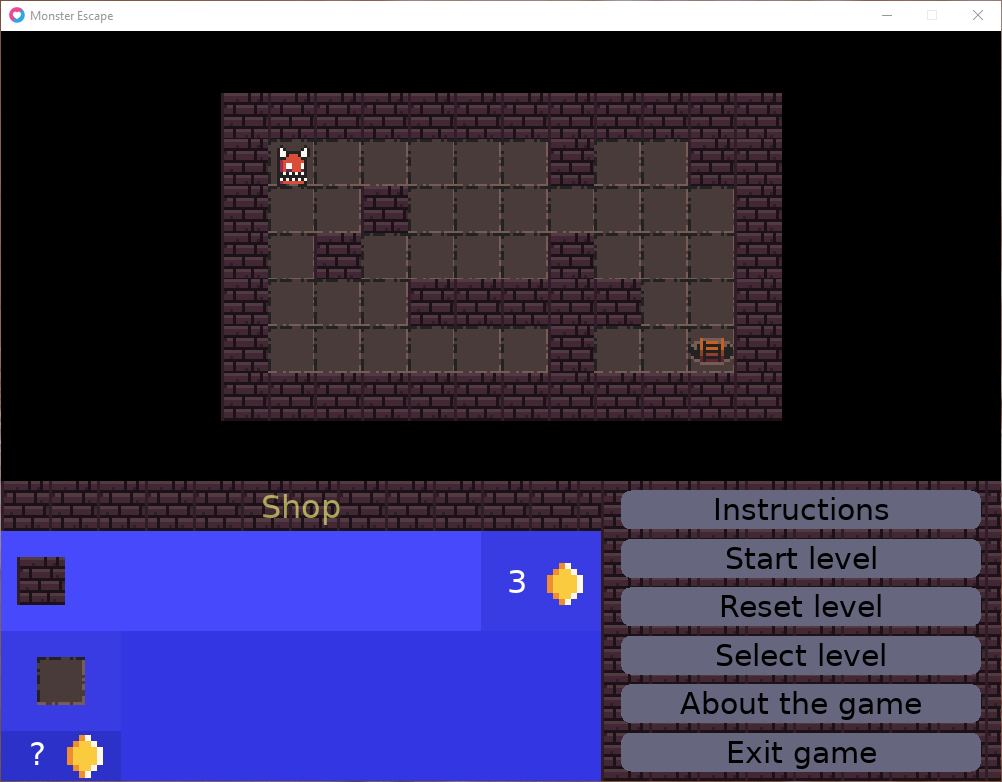 Monster Escape
Shop
3
?
Instructions
Start level
Reset level
Select level
About the game
Exit game